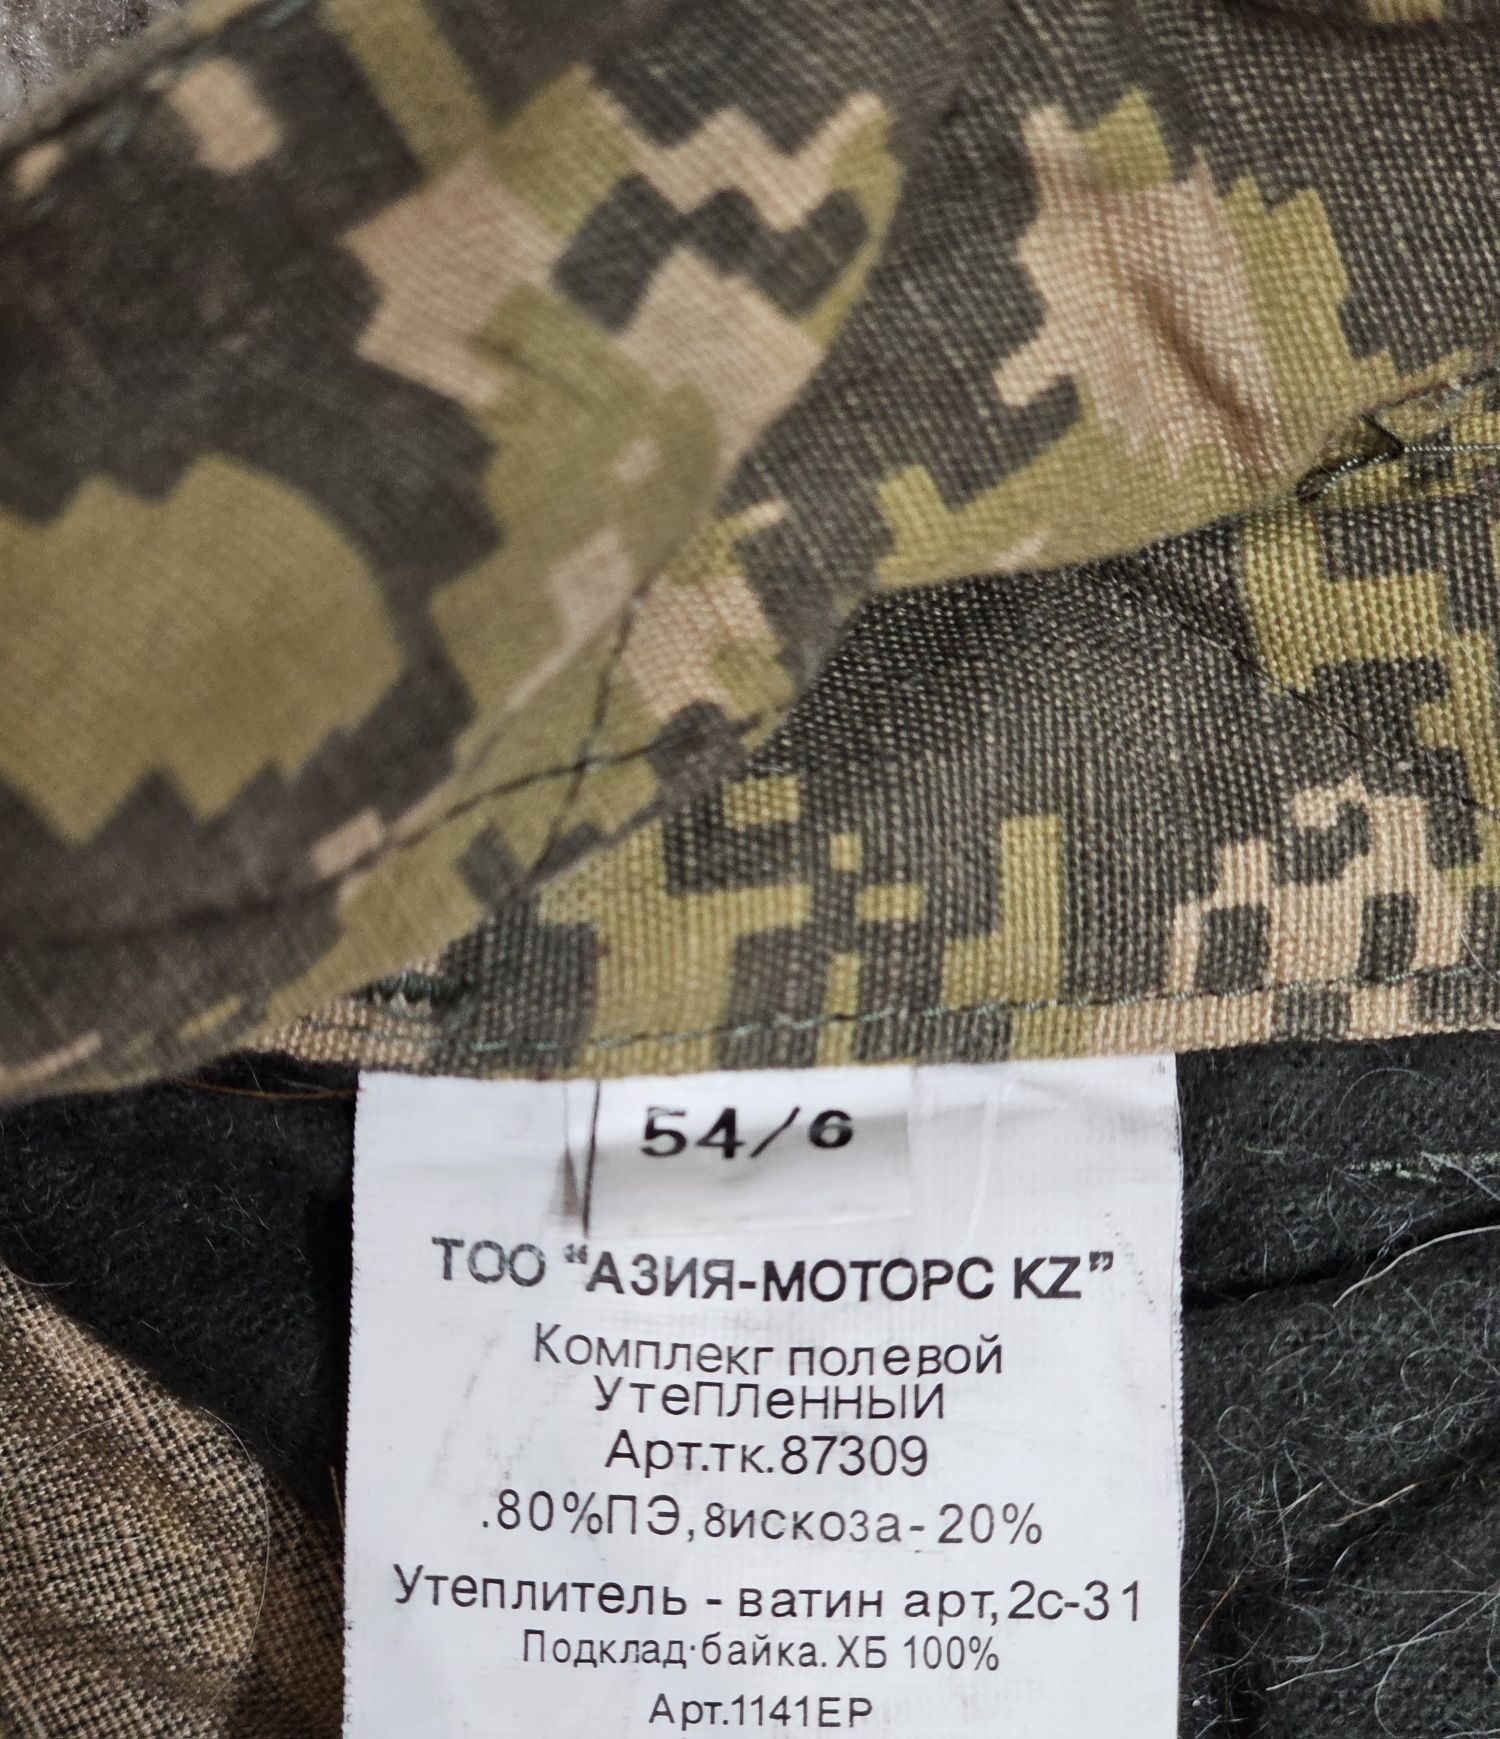 54/6
ТОО “АЗИЯ-МОТОРС KZ”
Комплекг полевой
Утепленный
Арт.тк.87309
.80%ПЭ,8искоза-20%
Утеплитель - ватин арт,2с-31
Подклад·байка.ХБ 100%
Арт.1141ЕР